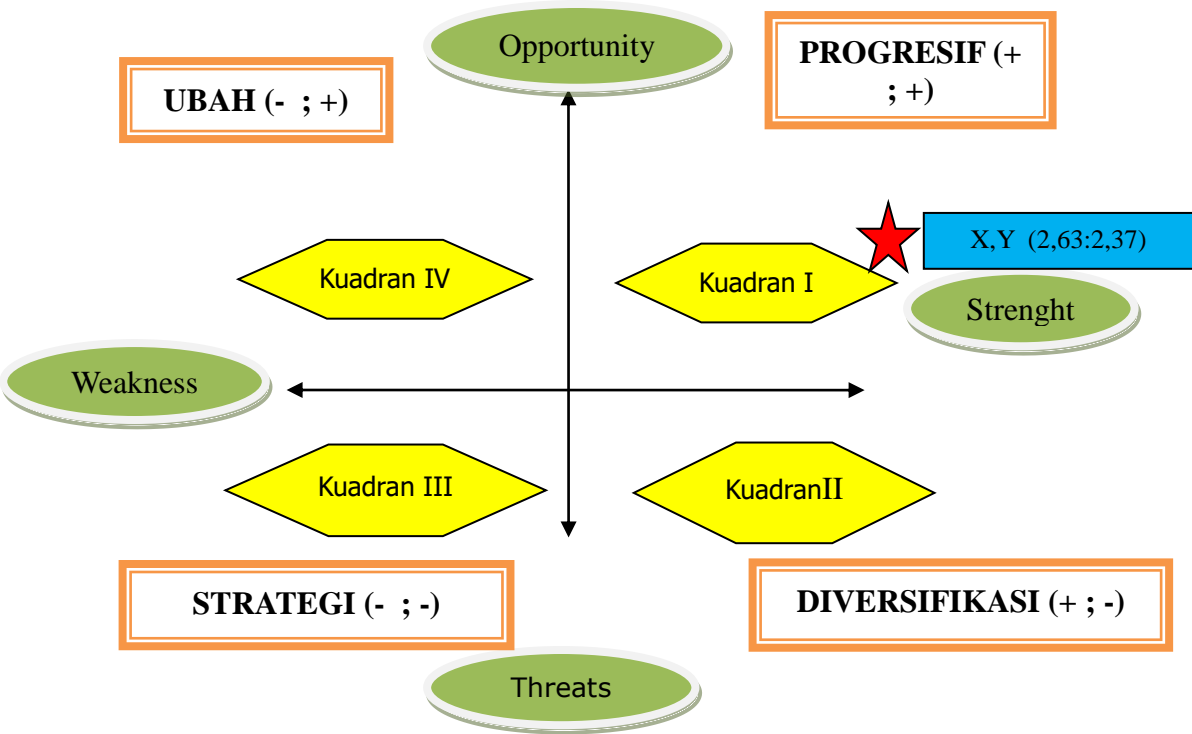 Opportunity
PROGRESIF (+
; +)
UBAH (- ; +)
X,Y (2,63:2,37)
Kuadran IV
Kuadran I
Strenght
Weakness
Kuadran III
KuadranII
STRATEGI (- ; -)
DIVERSIFIKASI (+ ; -)
Threats